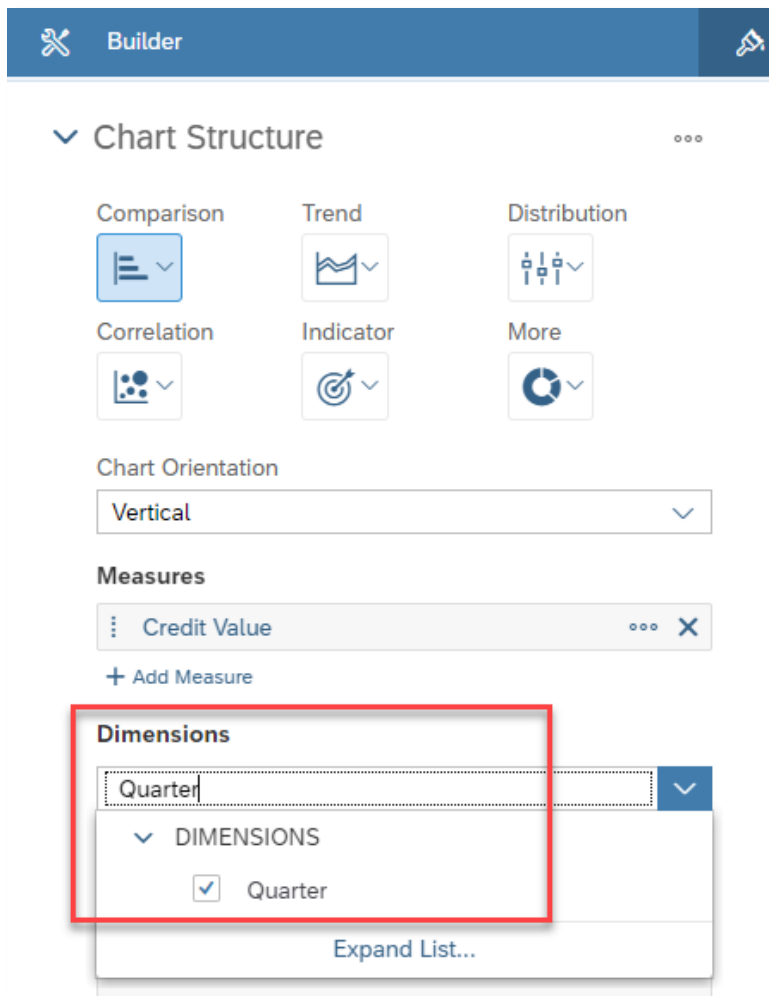 Builder
Chart Structure
Comparison Trend Distribution
Correlation Indicator More
Chart Orientation
Vertical
Measures
Credit Value
+ Add Measure
Dimensions
Quarter
DIMENSIONS
Quarter
Expand List...